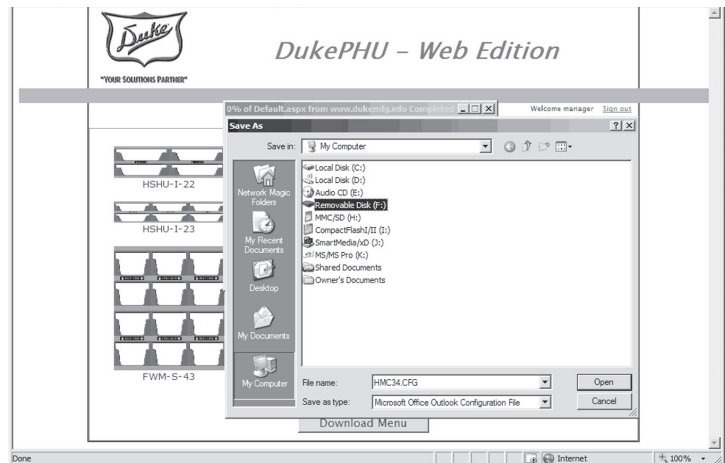 Duke
"YOUR SOLUTIONS PARTNER"
DukePHU – Web Edition
0% of Default.aspx from www.dukemfg.info Completed
Welcome manager Sign out
Save As
Save in: My Computer
HSHU-I-22
HSHU-I-23
FWM-S-43
Network Magic
Folders
My Recent
Documents
Desktop
My Documents
My Computer
Local Disk (C:)
Local Disk (D:)
Audio CD (E:)
Removable Disk (F:)
MMC/SD (H:)
CompactFlashI/II (I:)
SmartMedia/xD (J:)
MS/MS Pro (K:)
Shared Documents
Owner's Documents
File name: HMC34.CFG Open
Save as type: Microsoft Office Outlook Configuration File Cancel
Download Menu
Done Internet 100%